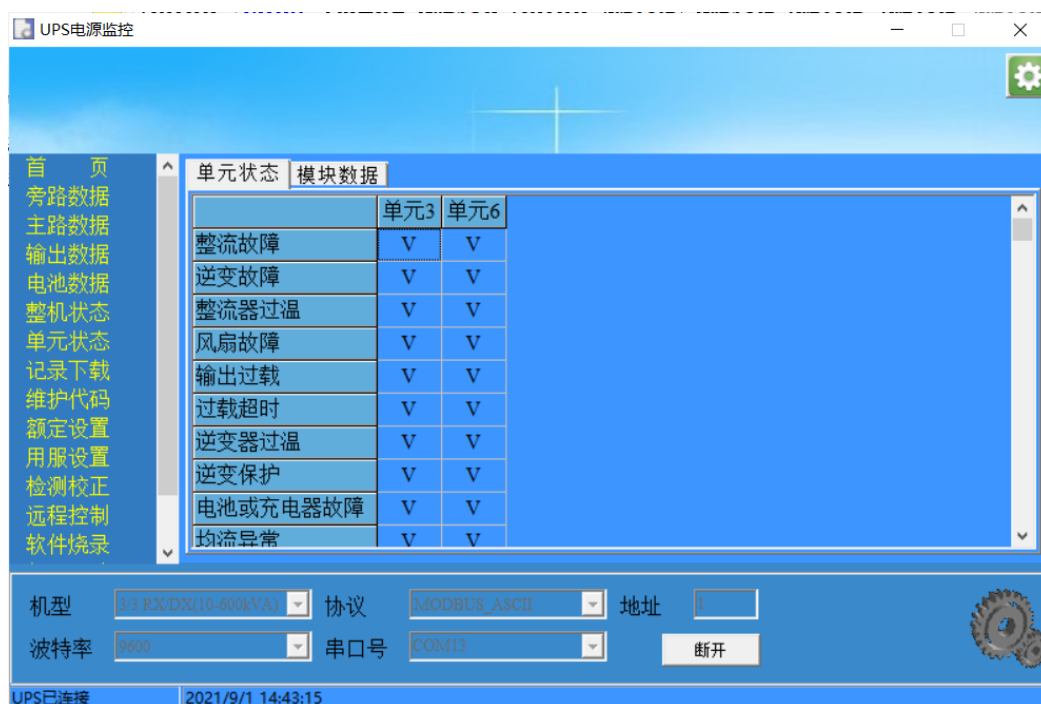 UPS电源监控
首 页
旁路数据
主路数据
输出数据
电池数据
整机状态
单元状态
记录下载
维护代码
额定设置
用服设置
检测校正
远程控制
软件烧录
单元状态 模块数据
单元3 单元6
整流故障 V V
逆变故障 V V
整流器过温 V V
风扇故障 V V
输出过载 V V
过载超时 V V
逆变器过温 V V
逆变保护 V V
电池或充电器故障 V V
均流异常 V V
机型 3/3 RX/DX(10-600kVA) 协议 MODBUS_ASCII 地址 1
波特率 9600 串口号 COM13 断开
UPS已连接 2021/9/1 14:43:15